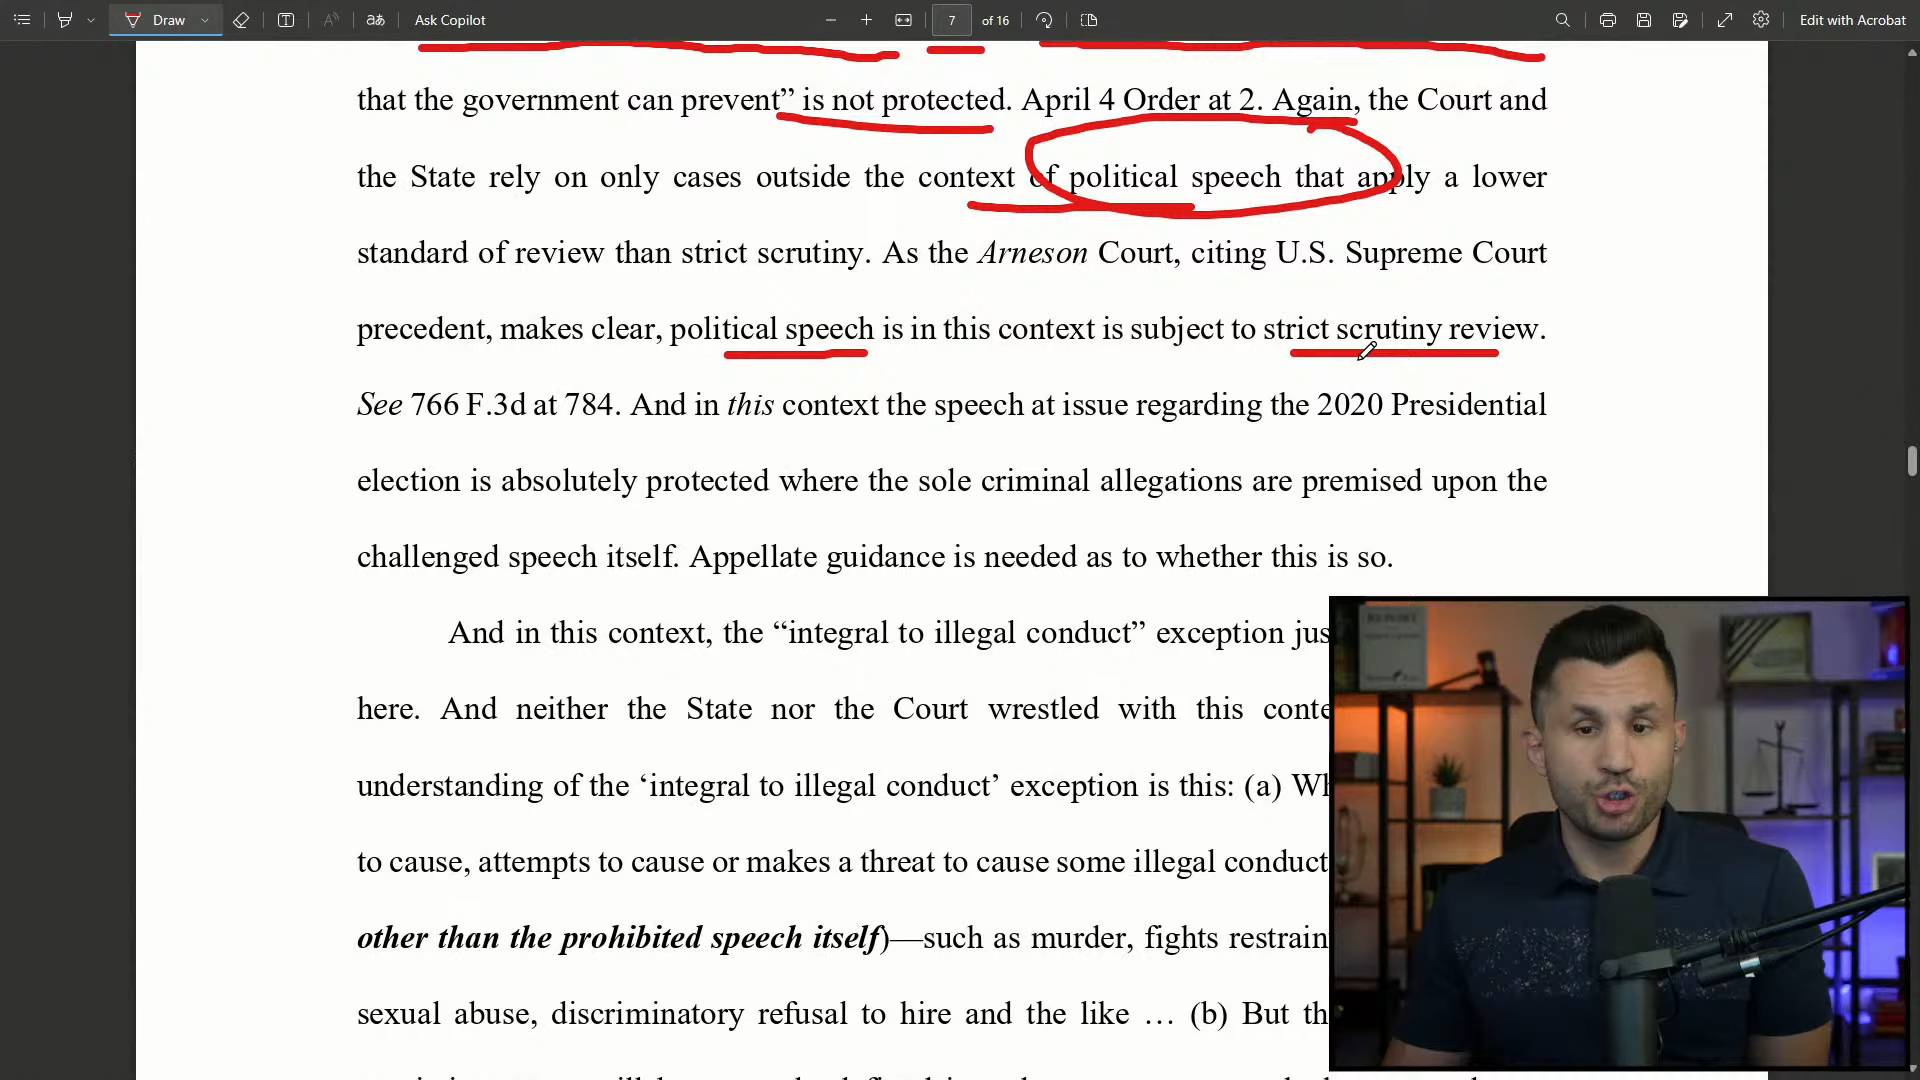 Draw
aあ
Ask Copilot
7 of 16
Edit with Acrobat
that the government can prevent” is not protected. April 4 Order at 2. Again, the Court and
the State rely on only cases outside the context of political speech that apply a lower
standard of review than strict scrutiny. As the Arneson Court, citing U.S. Supreme Court
precedent, makes clear, political speech is in this context is subject to strict scrutiny review.
See 766 F.3d at 784. And in this context the speech at issue regarding the 2020 Presidential
election is absolutely protected where the sole criminal allegations are premised upon the
challenged speech itself. Appellate guidance is needed as to whether this is so.
And in this context, the “integral to illegal conduct” exception jus
here. And neither the State nor the Court wrestled with this conte
understanding of the ‘integral to illegal conduct’ exception is this: (a) Wh
to cause, attempts to cause or makes a threat to cause some illegal conduct
other than the prohibited speech itself)—such as murder, fights restrain
sexual abuse, discriminatory refusal to hire and the like … (b) But th